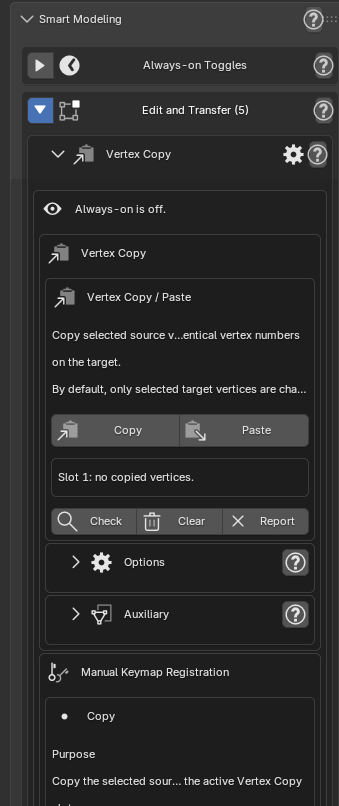 Smart Modeling
Always-on Toggles
Edit and Transfer (5)
Vertex Copy
Always-on is off.
Vertex Copy
Vertex Copy / Paste
Copy selected source v...entical vertex numbers
on the target.
By default, only selected target vertices are cha...
Copy Paste
Slot 1: no copied vertices.
Check Clear Report
Options
Auxiliary
Manual Keymap Registration
Copy
Purpose
Copy the selected sour... the active Vertex Copy